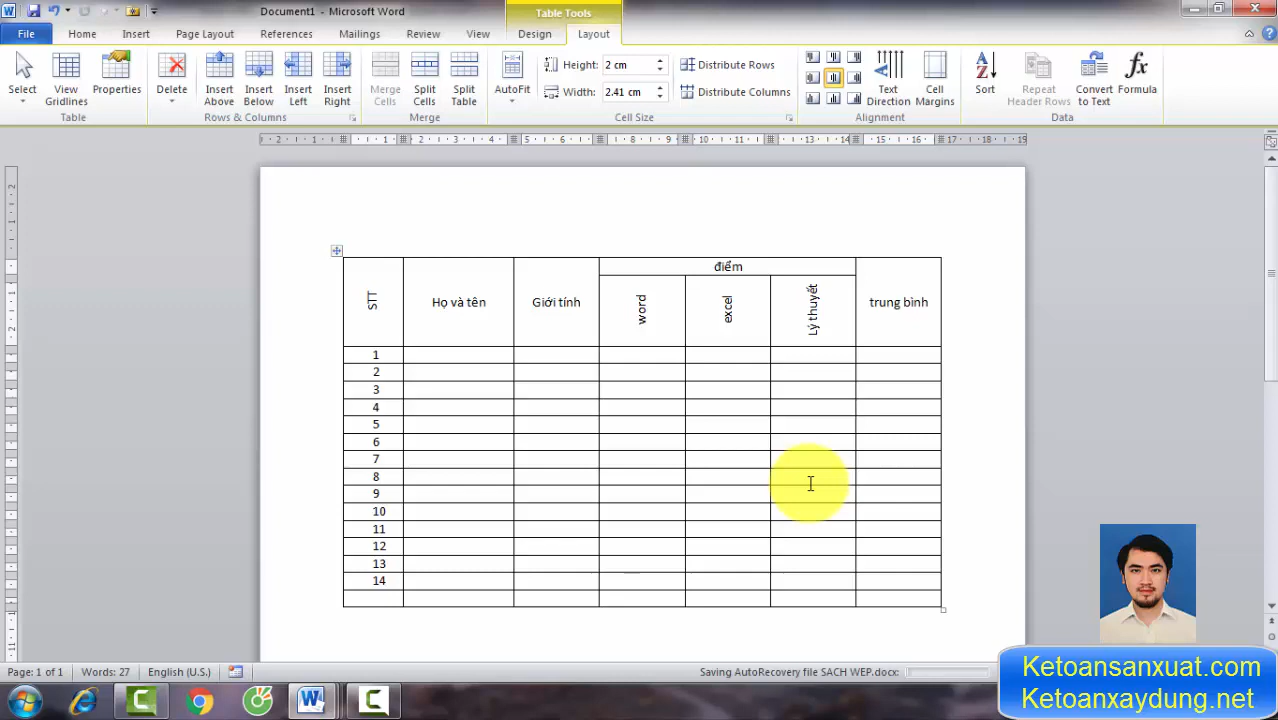 Document1 - Microsoft Word
Table Tools
File Home Insert Page Layout References Mailings Review View Design Layout
Select
View Gridlines
Properties
Table
Delete
Insert Above
Insert Below
Insert Left
Insert Right
Rows & Columns
Merge Cells
Split Cells
Split Table
Merge
AutoFit
Height: 2 cm
Width: 2.41 cm
Distribute Rows
Distribute Columns
Cell Size
Text Direction
Cell Margins
Alignment
Sort
Repeat Header Rows
Convert to Text
Formula
Data
STT
Họ và tên
Giới tính
điểm
word
excel
Lý thuyết
trung bình
1
2
3
4
5
6
7
8
9
10
11
12
13
14
Page: 1 of 1 Words: 27 English (U.S.) Saving AutoRecovery file SACH WEP.docx:
Ketoansanxuat.com
Ketoanxaydung.net